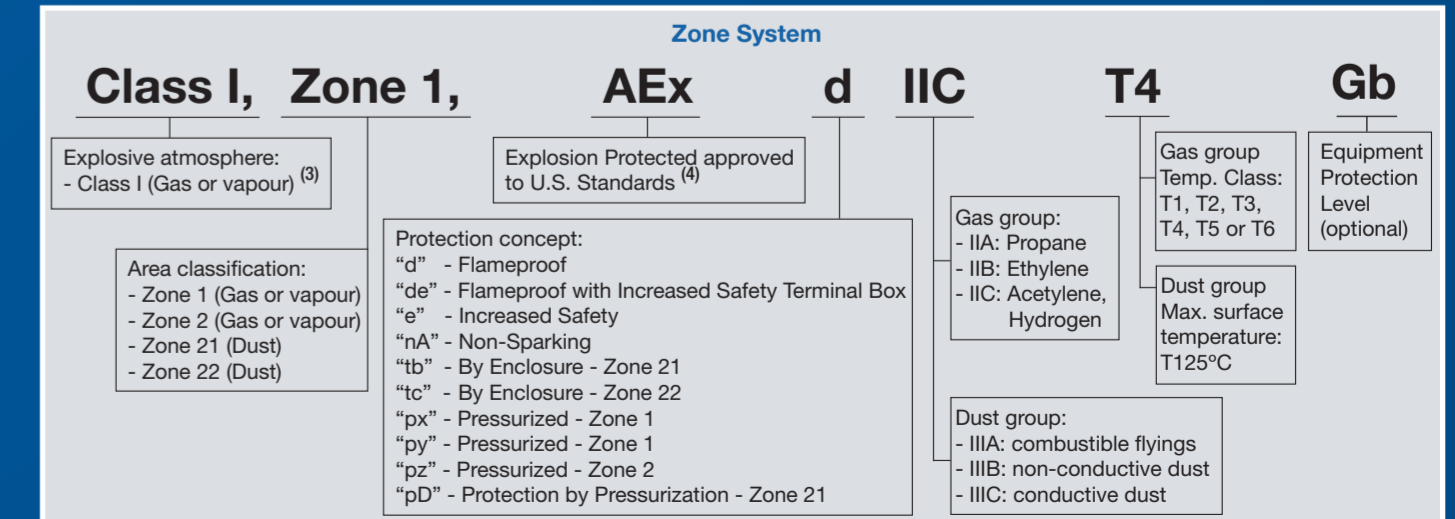 Zone System
Class I, Zone 1, AEx d IIC T4 Gb
Explosive atmosphere:
- Class I (Gas or vapour) (3)
Area classification:
- Zone 1 (Gas or vapour)
- Zone 2 (Gas or vapour)
- Zone 21 (Dust)
- Zone 22 (Dust)
Explosion Protected approved
to U.S. Standards (4)
Protection concept:
“d” - Flameproof
“de” - Flameproof with Increased Safety Terminal Box
“e” - Increased Safety
“nA” - Non-Sparking
“tb” - By Enclosure - Zone 21
“tc” - By Enclosure - Zone 22
“px” - Pressurized - Zone 1
“py” - Pressurized - Zone 1
“pz” - Pressurized - Zone 2
“pD” - Protection by Pressurization - Zone 21
Gas group:
- IIA: Propane
- IIB: Ethylene
- IIC: Acetylene,
Hydrogen
Dust group:
- IIIA: combustible flyings
- IIIB: non-conductive dust
- IIIC: conductive dust
Gas group
Temp. Class:
T1, T2, T3,
T4, T5 or T6
Dust group
Max. surface
temperature:
T125ºC
Equipment
Protection
Level
(optional)